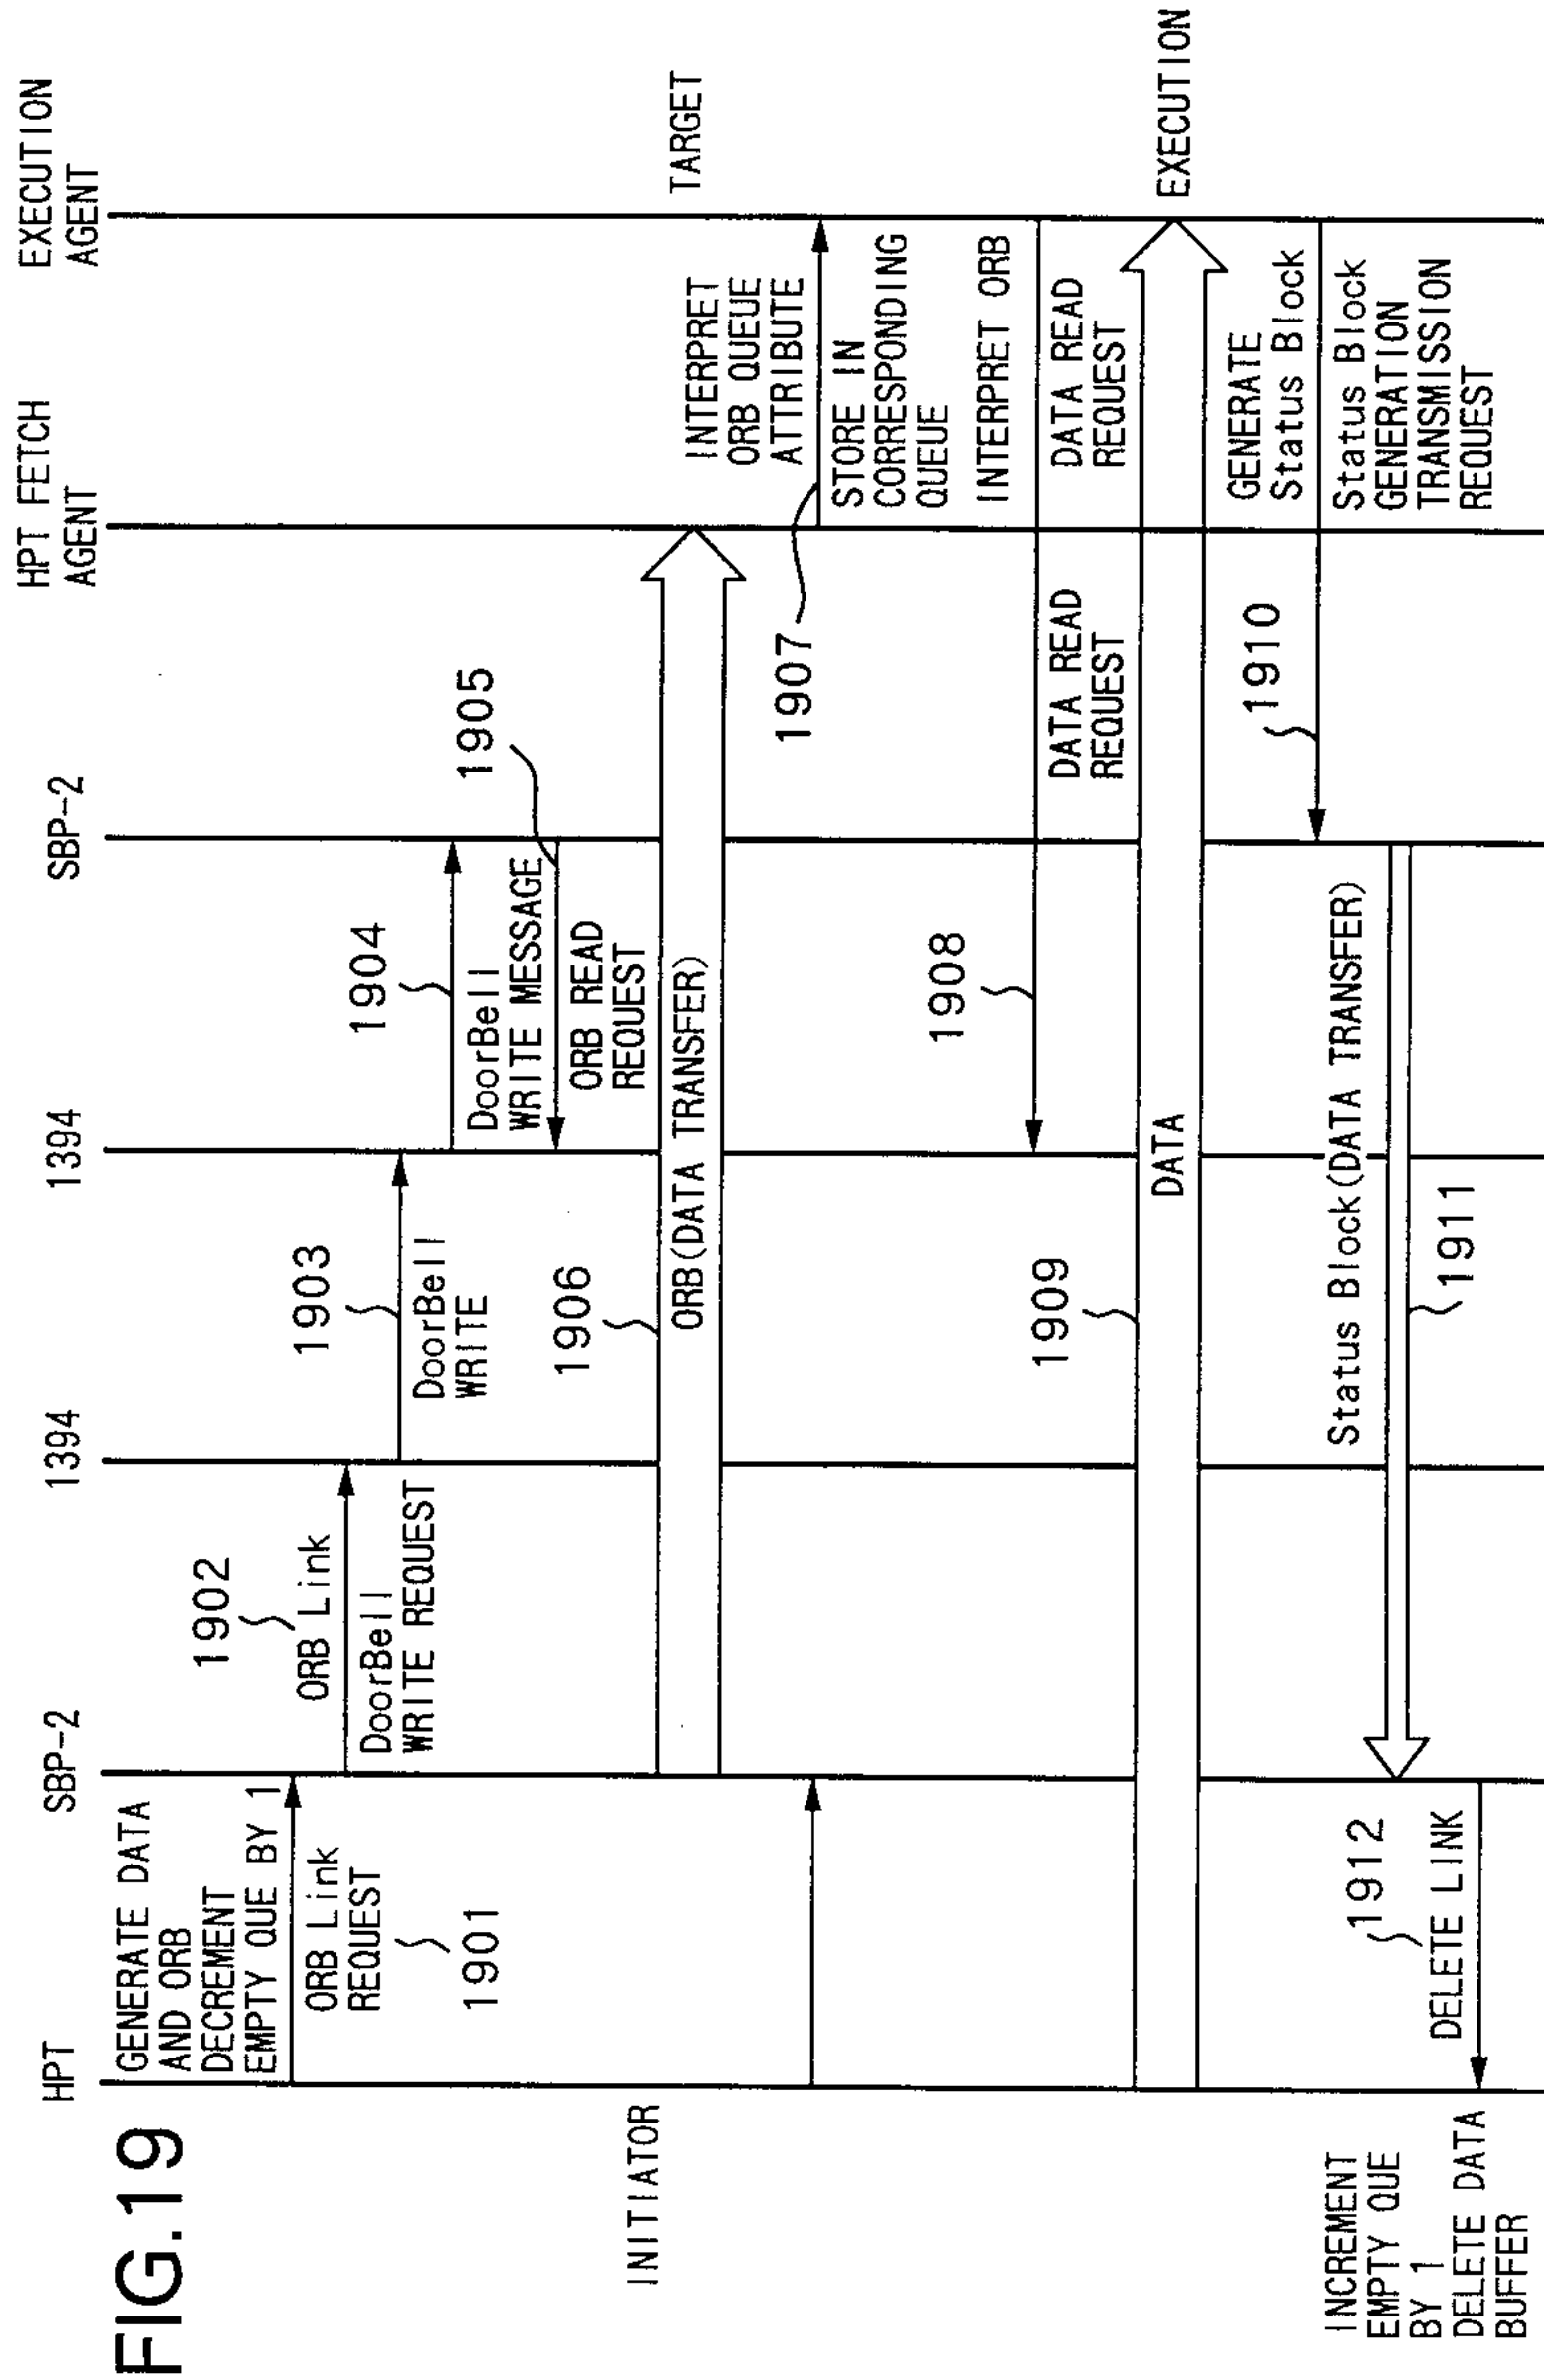 FIG.19
HPT
SBP-2
1394
1394
SBP-2
HPT FETCH
AGENT
EXECUTION
AGENT
GENERATE DATA
AND ORB
DECREMENT
EMPTY QUE BY 1
ORB Link
REQUEST
1901
1902
ORB Link
DoorBell
WRITE REQUEST
1903
DoorBell
WRITE
1904
DoorBell
WRITE MESSAGE
1905
ORB READ
REQUEST
INITIATOR
1906
ORB(DATA TRANSFER)
TARGET
INTERPRET
ORB QUEUE
ATTRIBUTE
1907
STORE IN
CORRESPONDING
QUEUE
INTERPRET ORB
1908
DATA READ
REQUEST
DATA READ
REQUEST
1909
DATA
EXECUTION
GENERATE
Status Block
1910
Status Block
GENERATION
TRANSMISSION
REQUEST
Status Block(DATA TRANSFER)
1911
1912
DELETE LINK
INCREMENT
EMPTY QUE
BY 1
DELETE DATA
BUFFER